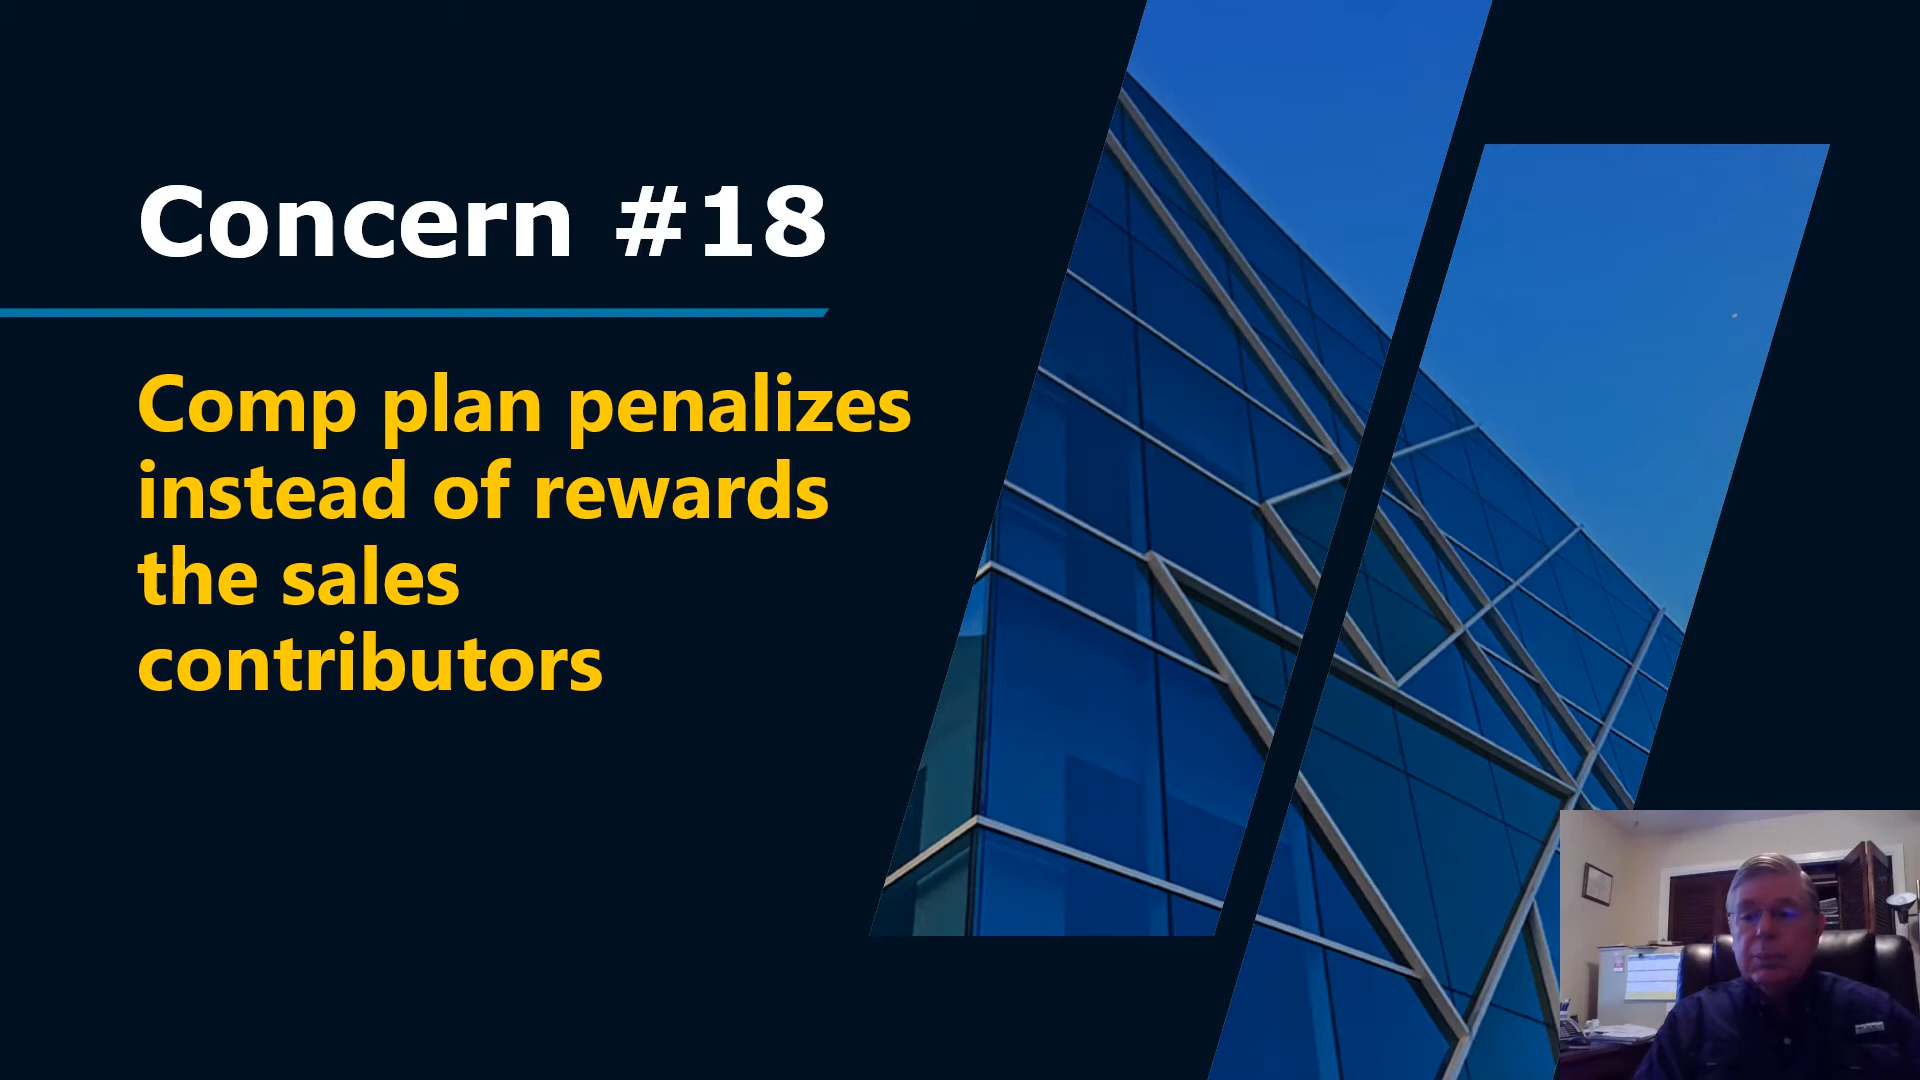 Concern #18
Comp plan penalizes
instead of rewards
the sales
contributors